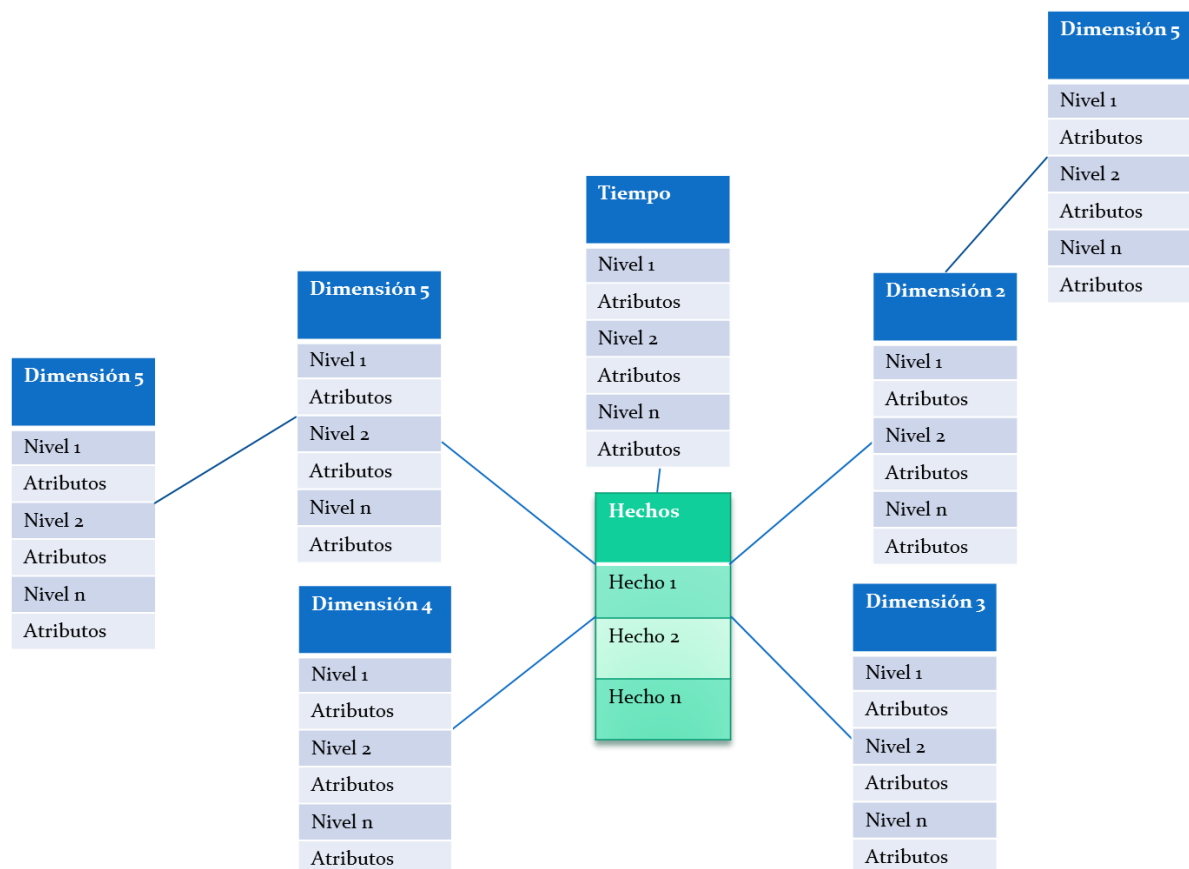 Dimensión 5
Nivel 1
Atributos
Nivel 2
Atributos
Nivel n
Atributos
Tiempo
Nivel 1
Atributos
Nivel 2
Atributos
Nivel n
Atributos
Dimensión 5
Nivel 1
Atributos
Nivel 2
Atributos
Nivel n
Atributos
Dimensión 2
Nivel 1
Atributos
Nivel 2
Atributos
Nivel n
Atributos
Dimensión 5
Nivel 1
Atributos
Nivel 2
Atributos
Nivel n
Atributos
Hechos
Hecho 1
Hecho 2
Hecho n
Dimensión 4
Nivel 1
Atributos
Nivel 2
Atributos
Nivel n
Atributos
Dimensión 3
Nivel 1
Atributos
Nivel 2
Atributos
Nivel n
Atributos